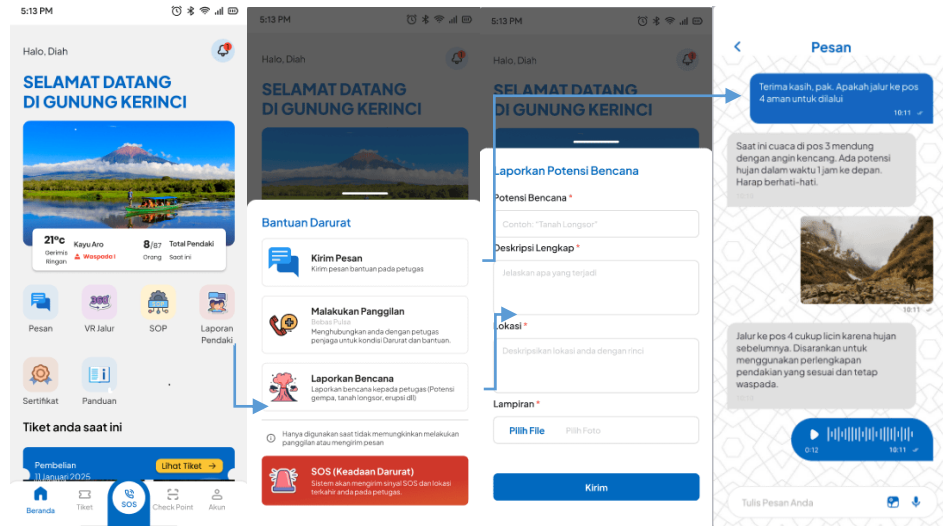 5:13 PM
Halo, Diah
SELAMAT DATANG
DI GUNUNG KERINCI
21°c
Gerimis
Ringan
Kayu Aro
Waspada I
8/87
Orang
Total Pendaki
Saat ini
Pesan
360°
VR Jalur
SOP
Laporan
Pendaki
Sertifikat
Panduan
Tiket anda saat ini
Pembelian
11 Januari 2025
Lihat Tiket →
Beranda
Tiket
SOS
Check Point
Akun
5:13 PM
Halo, Diah
SELAMAT DATANG
DI GUNUNG KERINCI
Bantuan Darurat
Kirim Pesan
Kirim pesan bantuan pada petugas
Malakukan Panggilan
Bebas Pulsa
Menghubungkan anda dengan petugas
penjaga untuk kondisi Darurat dan bantuan.
Laporkan Bencana
Laporkan bencana kepada petugas (Potensi
gempa, tanah longsor, erupsi dll)
Hanya digunakan saat tidak memungkinkan melakukan
panggilan atau mengirim pesan
SOS (Keadaan Darurat)
Sistem akan mengirim sinyal SOS dan lokasi
terkahir anda pada petugas.
5:13 PM
Halo, Diah
SELAMAT DATANG
DI GUNUNG KERINCI
Laporkan Potensi Bencana
Potensi Bencana *
Contoh: "Tanah Longsor"
Deskripsi Lengkap *
Jelaskan apa yang terjadi
Lokasi *
Deskripsikan lokasi anda dengan rinci
Lampiran *
Pilih File
Pilih Foto
Kirim
Pesan
Terima kasih, pak. Apakah jalur ke pos
4 aman untuk dilalui
10:11
Saat ini cuaca di pos 3 mendung
dengan angin kencang. Ada potensi
hujan dalam waktu 1 jam ke depan.
Harap berhati-hati.
10:11
Jalur ke pos 4 cukup licin karena hujan
sebelumnya. Disarankan untuk
menggunakan perlengkapan
pendakian yang sesuai dan tetap
waspada.
0:12
10:11
Tulis Pesan Anda